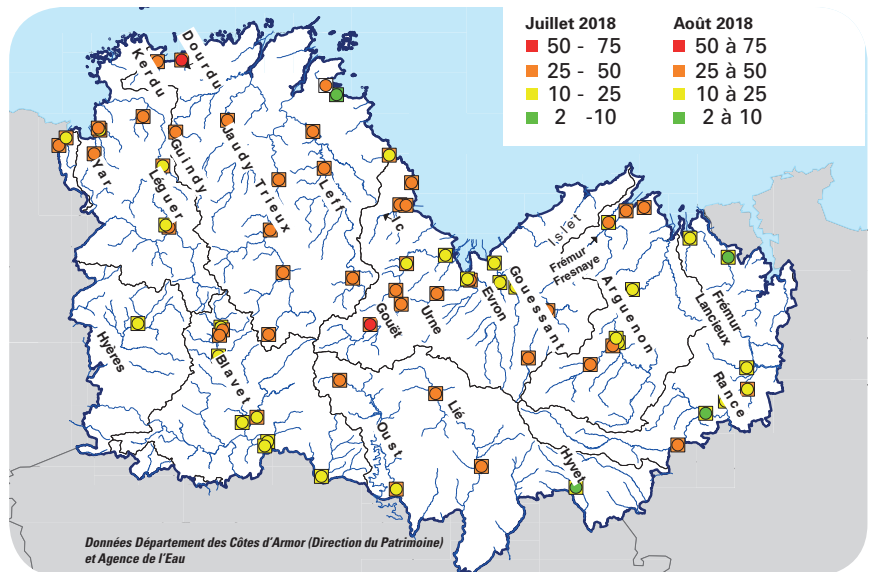 Juillet 2018
50 - 75
25 - 50
10 - 25
2 -10
Août 2018
50 à 75
25 à 50
10 à 25
2 à 10
Kerdu
Dourdu
Yar
Léguer
Guindy
Jaudy
Trieux
Leff
Ic
Islet
Frémur
Fresnaye
Gouessant
Evron
Urne
Gouët
Arguenon
Frémur
Lancieux
Rance
Hyères
Blavet
Oust
Lié
Hyvet
Données Département des Côtes d'Armor (Direction du Patrimoine)
et Agence de l'Eau